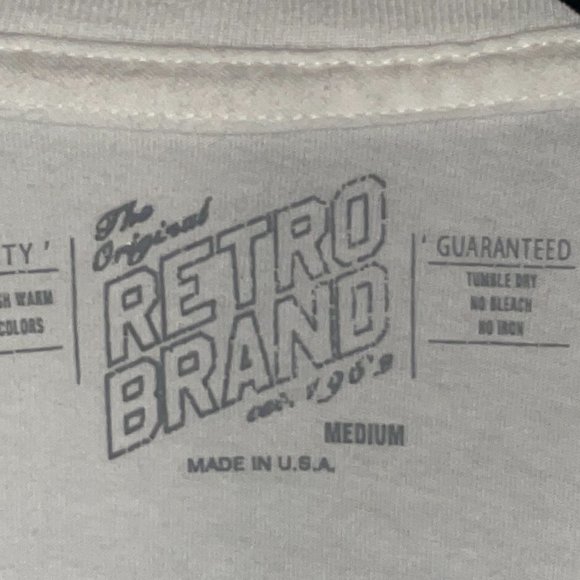 The
Original
RETRO
BRAND
est. 1969
MEDIUM
MADE IN U.S.A.
TY '
SH WARM
COLORS
' GUARANTEED
TUMBLE DRY
NO BLEACH
NO IRON